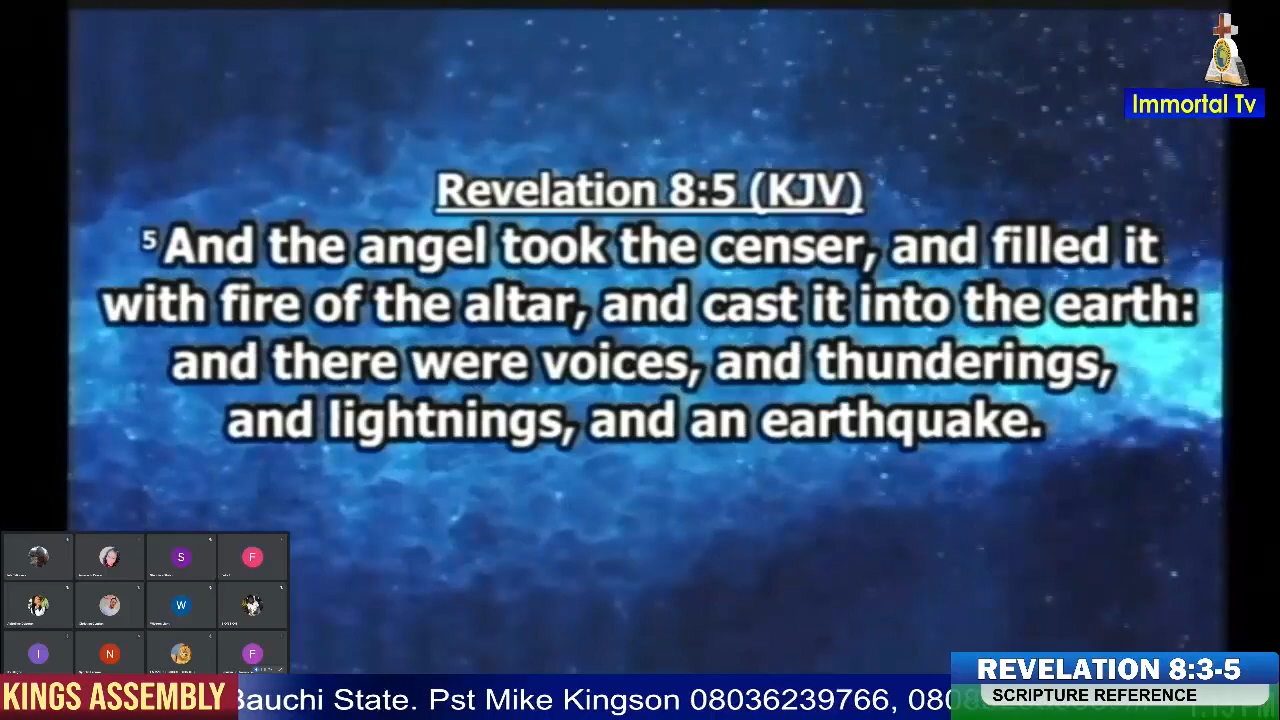 Immortal Tv
Revelation 8:5 (KJV)
5 And the angel took the censer, and filled it
with fire of the altar, and cast it into the earth:
and there were voices, and thunderings,
and lightnings, and an earthquake.
S
F
W
I
N
F
REVELATION 8:3-5
SCRIPTURE REFERENCE
KINGS ASSEMBLY
Bauchi State. Pst Mike Kingson 08036239766,